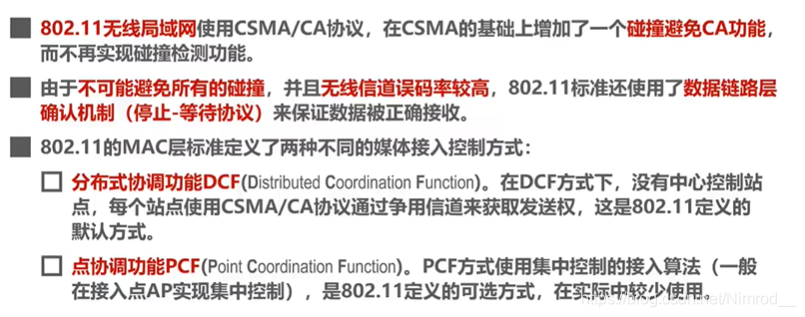 802.11无线局域网使用CSMA/CA协议，在CSMA的基础上增加了一个碰撞避免CA功能，
而不再实现碰撞检测功能。
由于不可能避免所有的碰撞，并且无线信道误码率较高，802.11标准还使用了数据链路层
确认机制（停止-等待协议）来保证数据被正确接收。
802.11的MAC层标准定义了两种不同的媒体接入控制方式：
分布式协调功能DCF(Distributed Coordination Function)。在DCF方式下，没有中心控制站
点，每个站点使用CSMA/CA协议通过争用信道来获取发送权，这是802.11定义的
默认方式。
点协调功能PCF(Point Coordination Function)。PCF方式使用集中控制的接入算法（一般
在接入点AP实现集中控制），是802.11定义的可选方式，在实际中较少使用。
https://blog.csdn.net/Nimrod__